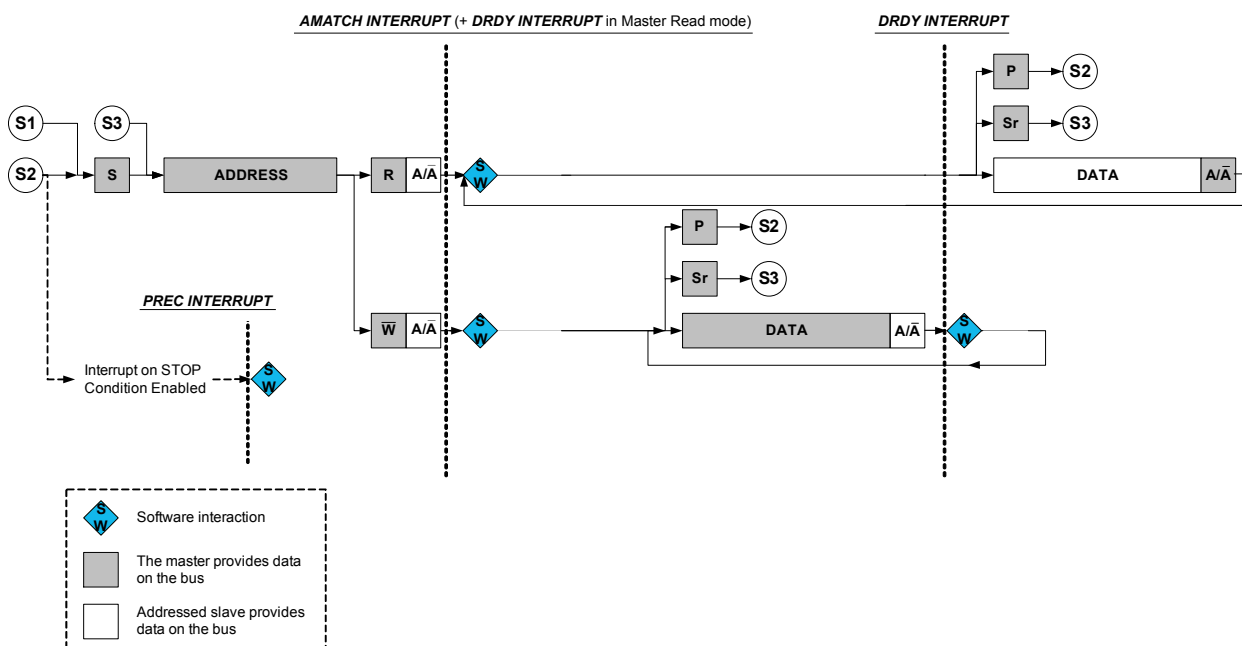 AMATCH INTERRUPT (+ DRDY INTERRUPT in Master Read mode)
DRDY INTERRUPT
P
S2
S1
S3
Sr
S3
S2
S
ADDRESS
R
A/A̅
S
W
DATA
A/A̅
P
S2
Sr
S3
PREC INTERRUPT
W̅
A/A̅
S
W
DATA
A/A̅
S
W
Interrupt on STOP
Condition Enabled
S
W
S
W
Software interaction
The master provides data
on the bus
Addressed slave provides
data on the bus